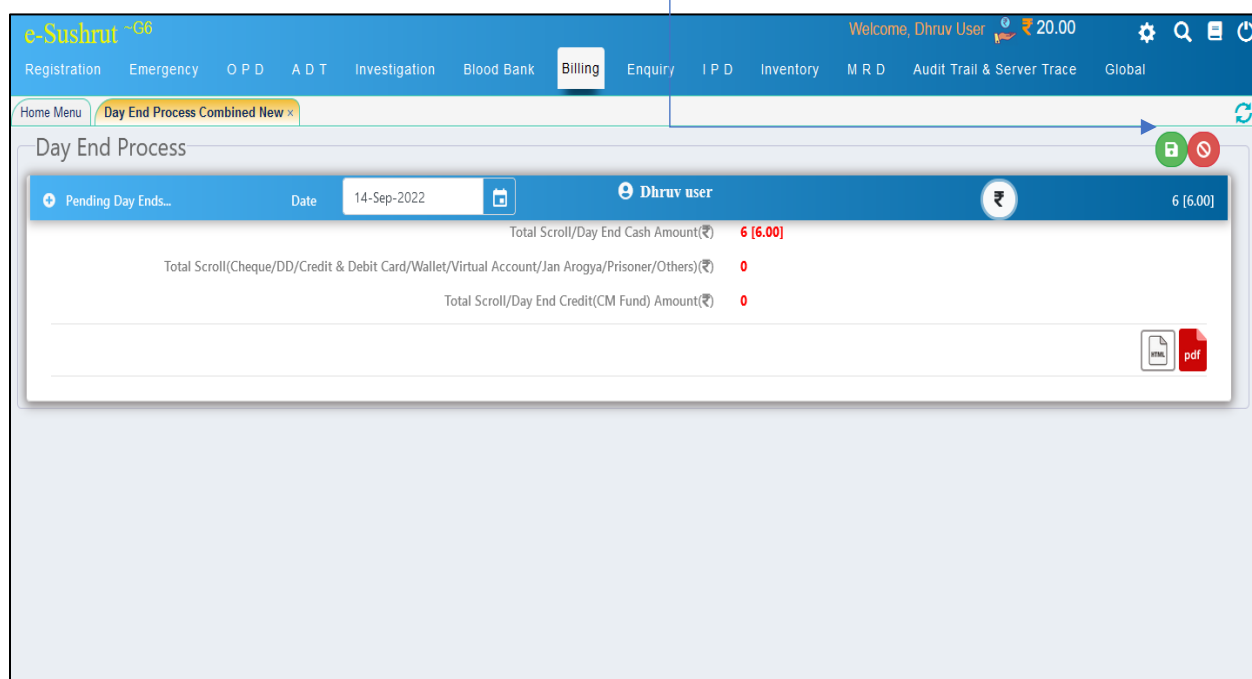 e-Sushrut ~G6 Welcome, Dhruv User ₹ 20.00
Registration Emergency O P D A D T Investigation Blood Bank Billing Enquiry I P D Inventory M R D Audit Trail & Server Trace Global
Home Menu Day End Process Combined New ×
Day End Process
Pending Day Ends... Date 14-Sep-2022 Dhruv user ₹ 6 [6.00]
Total Scroll/Day End Cash Amount(₹) 6 [6.00]
Total Scroll(Cheque/DD/Credit & Debit Card/Wallet/Virtual Account/Jan Arogya/Prisoner/Others)(₹) 0
Total Scroll/Day End Credit(CM Fund) Amount(₹) 0
HTML pdf